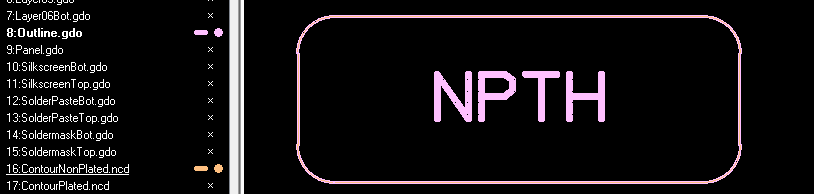 7:Layer06Bot.gdo
8:Outline.gdo
9:Panel.gdo
10:SilkscreenBot.gdo
11:SilkscreenTop.gdo
12:SolderPasteBot.gdo
13:SolderPasteTop.gdo
14:SoldermaskBot.gdo
15:SoldermaskTop.gdo
16:ContourNonPlated.ncd
17:ContourPlated.ncd
NPTH